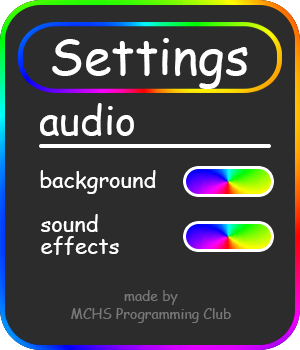 Settings
audio
background
sound
effects
made by
MCHS Programming Club